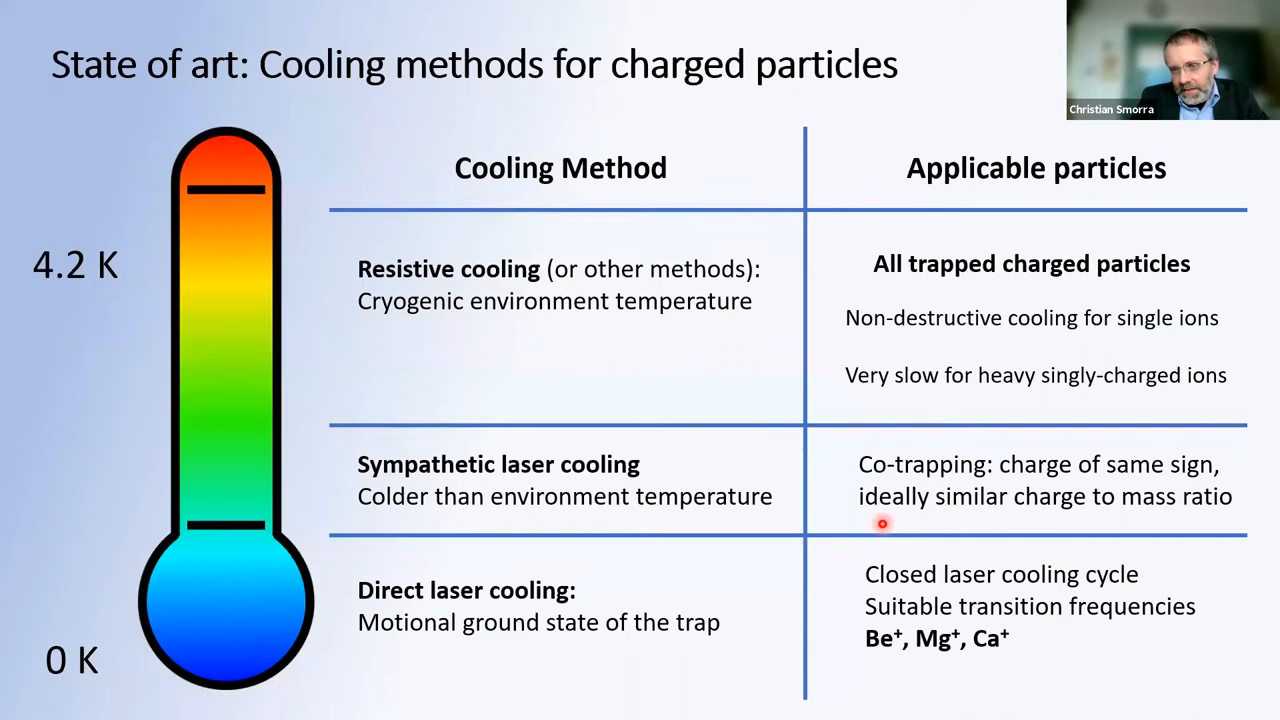 State of art: Cooling methods for charged particles
Christian Smorra
Cooling Method
Applicable particles
4.2 K
Resistive cooling (or other methods):
Cryogenic environment temperature
All trapped charged particles
Non-destructive cooling for single ions
Very slow for heavy singly-charged ions
Sympathetic laser cooling
Colder than environment temperature
Co-trapping: charge of same sign,
ideally similar charge to mass ratio
Direct laser cooling:
Motional ground state of the trap
Closed laser cooling cycle
Suitable transition frequencies
Be⁺, Mg⁺, Ca⁺
0 K